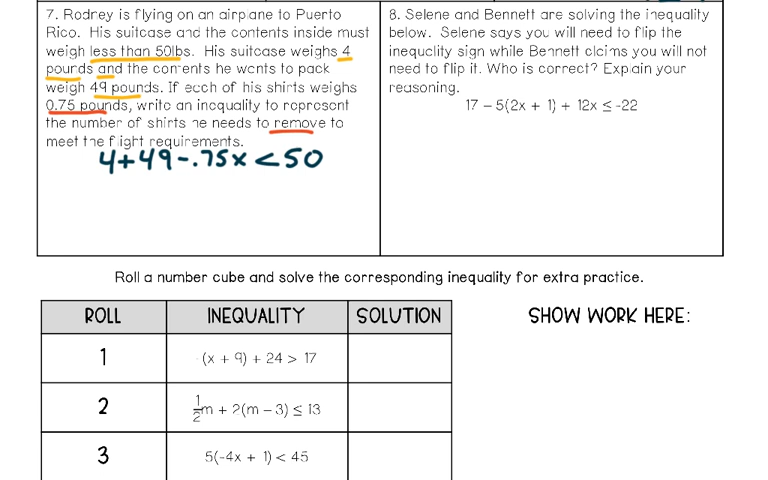 7. Rodrey is flying on an airplane to Puerto
Rico. His suitcase and the contents inside must
weigh less than 50lbs. His suitcase weighs 4
pounds and the contents he wants to pack
weigh 49 pounds. If each of his shirts weighs
0.75 pounds, write an inequality to represent
the number of shirts he needs to remove to
meet the flight requirements.
4+49-.75x<50
8. Selene and Bennett are solving the inequality
below. Selene says you will need to flip the
inequality sign while Bennett claims you will not
need to flip it. Who is correct? Explain your
reasoning.
17 – 5(2x + 1) + 12x ≤ -22
Roll a number cube and solve the corresponding inequality for extra practice.
ROLL INEQUALITY SOLUTION
SHOW WORK HERE:
1 (x + 9) + 24 > 17
2 1/2m + 2(m – 3) ≤ 13
3 5(-4x + 1) < 45